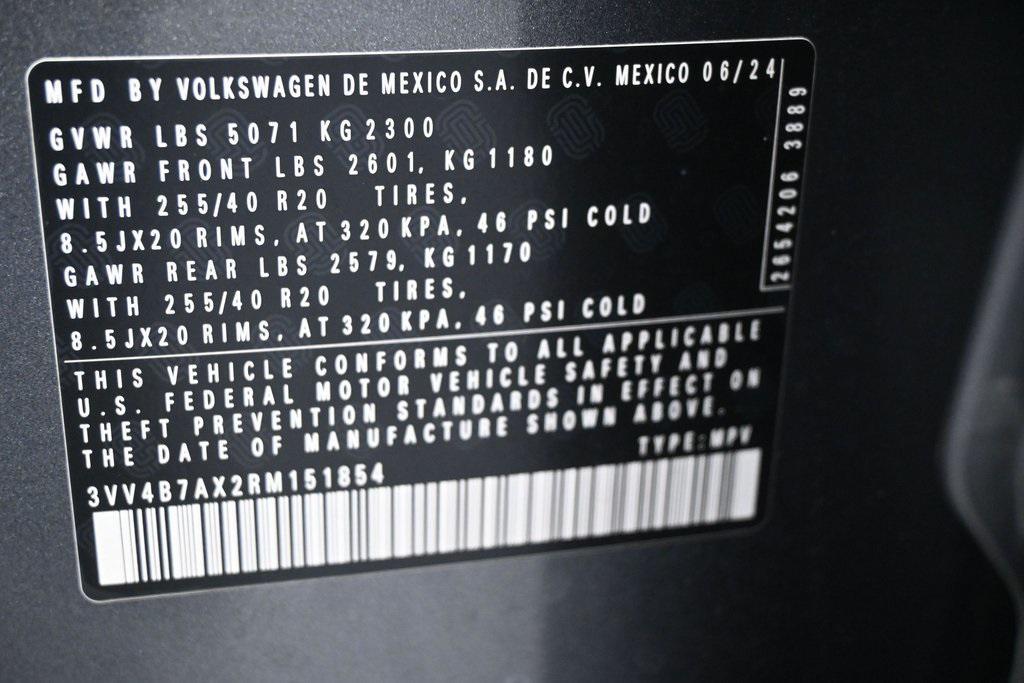 MFD BY VOLKSWAGEN DE MEXICO S.A. DE C.V. MEXICO 06/24
GVWR LBS 5071 KG 2300
GAWR FRONT LBS 2601, KG 1180
WITH 255/40 R20 TIRES,
8.5JX20 RIMS, AT 320 KPA, 46 PSI COLD
GAWR REAR LBS 2579, KG 1170
WITH 255/40 R20 TIRES,
8.5JX20 RIMS, AT 320 KPA, 46 PSI COLD
2654206 3889
THIS VEHICLE CONFORMS TO ALL APPLICABLE
U.S. FEDERAL MOTOR VEHICLE SAFETY AND
THEFT PREVENTION STANDARDS IN EFFECT ON
THE DATE OF MANUFACTURE SHOWN ABOVE.
TYPE: MPV
3VV4B7AX2RM151854